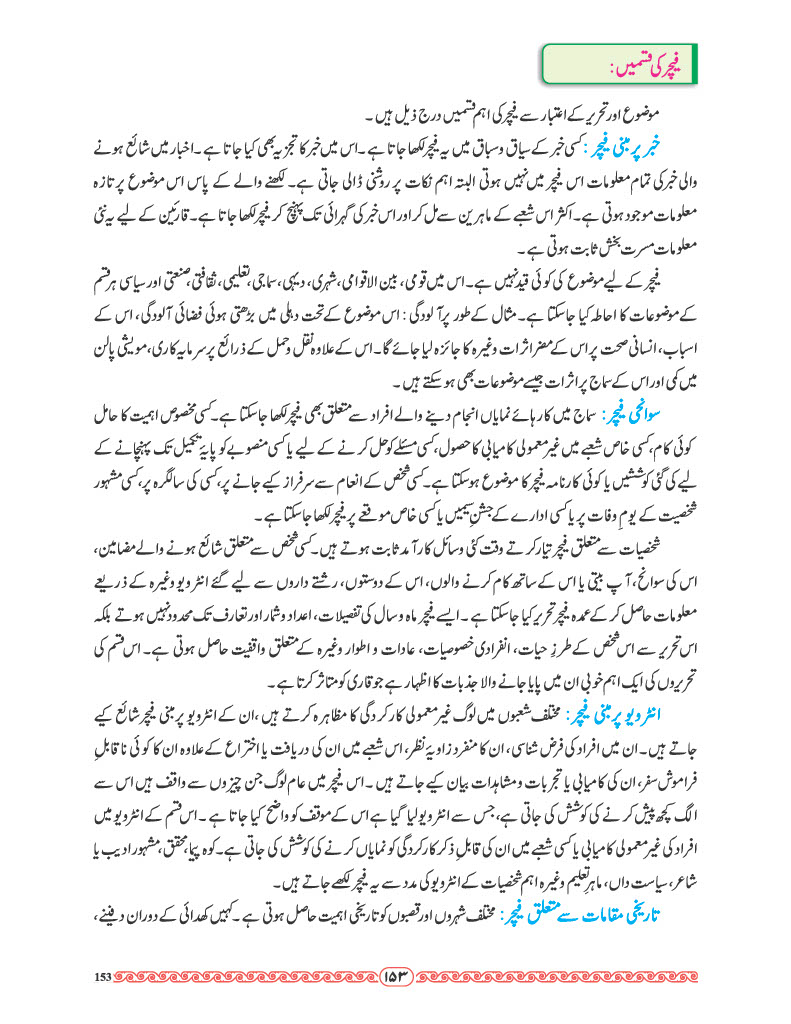 فیچر کی قسمیں:
موضوع اور تحریر کے اعتبار سے فیچر کی اہم قسمیں درج ذیل ہیں۔
خبر پر مبنی فیچر: کسی خبر کے سیاق و سباق میں یہ فیچر لکھا جاتا ہے۔ اس میں خبر کا تجزیہ بھی کیا جاتا ہے۔ اخبار میں شائع ہونے
والی خبر کی تمام معلومات اس فیچر میں نہیں ہوتی البتہ اہم نکات پر روشنی ڈالی جاتی ہے۔ لکھنے والے کے پاس اس موضوع پر تازہ
معلومات موجود ہوتی ہے۔ اکثر اس شعبے کے ماہرین سے مل کر اور اس خبر کی گہرائی تک پہنچ کر فیچر لکھا جاتا ہے۔ قارئین کے لیے یہ نئی
معلومات مسرت بخش ثابت ہوتی ہے۔
فیچر کے لیے موضوع کی کوئی قید نہیں ہے۔ اس میں قومی، بین الاقوامی، شہری، دیہی، سماجی، تعلیمی، ثقافتی، صنعتی اور سیاسی ہر قسم
کے موضوعات کا احاطہ کیا جاسکتا ہے۔ مثال کے طور پر آلودگی: اس موضوع کے تحت دہلی میں بڑھتی ہوئی فضائی آلودگی، اس کے
اسباب، انسانی صحت پر اس کے مضر اثرات وغیرہ کا جائزہ لیا جائے گا۔ اس کے علاوہ نقل و حمل کے ذرائع پر سرمایہ کاری، مویشی پالن
میں کمی اور اس کے سماج پر اثرات جیسے موضوعات بھی ہوسکتے ہیں۔
سوانحی فیچر: سماج میں کارہائے نمایاں انجام دینے والے افراد سے متعلق بھی فیچر لکھا جاسکتا ہے۔ کسی مخصوص اہمیت کا حامل
کوئی کام، کسی خاص شعبے میں غیر معمولی کامیابی کا حصول، کسی مسئلے کو حل کرنے کے لیے یا کسی منصوبے کو پایۂ تکمیل تک پہنچانے کے
لیے کی گئی کوششیں یا کوئی کارنامہ فیچر کا موضوع ہوسکتا ہے۔ کسی شخص کے انعام سے سرفراز کیے جانے پر، کسی کی سالگرہ پر، کسی مشہور
شخصیت کے یومِ وفات پر یا کسی ادارے کے جشنِ سیمیں یا کسی خاص موقعے پر فیچر لکھا جاسکتا ہے۔
شخصیات سے متعلق فیچر تیار کرتے وقت کئی وسائل کارآمد ثابت ہوتے ہیں۔ کسی شخص سے متعلق شائع ہونے والے مضامین،
اس کی سوانح، آپ بیتی یا اس کے ساتھ کام کرنے والوں، اس کے دوستوں، رشتے داروں سے لیے گئے انٹرویو وغیرہ کے ذریعے
معلومات حاصل کرکے عمدہ فیچر تحریر کیا جاسکتا ہے۔ ایسے فیچر ماہ و سال کی تفصیلات، اعداد و شمار اور تعارف تک محدود نہیں ہوتے بلکہ
اس تحریر سے اس شخص کے طرزِ حیات، انفرادی خصوصیات، عادات و اطوار وغیرہ کے متعلق واقفیت حاصل ہوتی ہے۔ اس قسم کی
تحریروں کی ایک اہم خوبی ان میں پایا جانے والا جذبات کا اظہار ہے جو قاری کو متاثر کرتا ہے۔
انٹرویو پر مبنی فیچر: مختلف شعبوں میں لوگ غیر معمولی کارکردگی کا مظاہرہ کرتے ہیں، ان کے انٹرویو پر مبنی فیچر شائع کیے
جاتے ہیں۔ ان میں افراد کی فرض شناسی، ان کا منفرد زاویۂ نظر، اس شعبے میں ان کی دریافت یا اختراع کے علاوہ ان کا کوئی ناقابلِ
فراموش سفر، ان کی کامیابی یا تجربات و مشاہدات بیان کیے جاتے ہیں۔ اس فیچر میں عام لوگ جن چیزوں سے واقف ہیں اس سے
الگ کچھ پیش کرنے کی کوشش کی جاتی ہے، جس سے انٹرویو لیا گیا ہے اس کے موقف کو واضح کیا جاتا ہے۔ اس قسم کے انٹرویو میں
افراد کی غیر معمولی کامیابی یا کسی شعبے میں ان کی قابلِ ذکر کارکردگی کو نمایاں کرنے کی کوشش کی جاتی ہے۔ کوہ پیما، محقق، مشہور ادیب یا
شاعر، سیاست داں، ماہرِ تعلیم وغیرہ اہم شخصیات کے انٹرویو کی مدد سے یہ فیچر لکھے جاتے ہیں۔
تاریخی مقامات سے متعلق فیچر: مختلف شہروں اور قصبوں کو تاریخی اہمیت حاصل ہوتی ہے۔ کہیں کھدائی کے دوران دفینے،
۱۵۳
153